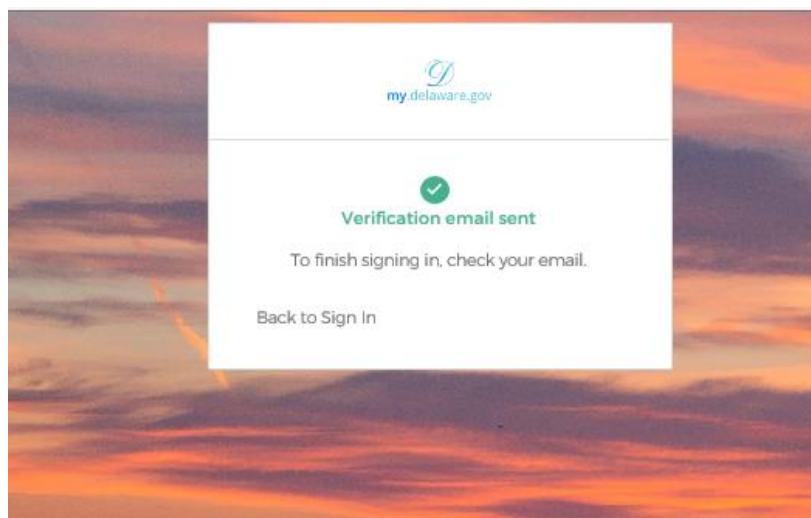 D
my.delaware.gov
Verification email sent
To finish signing in, check your email.
Back to Sign In